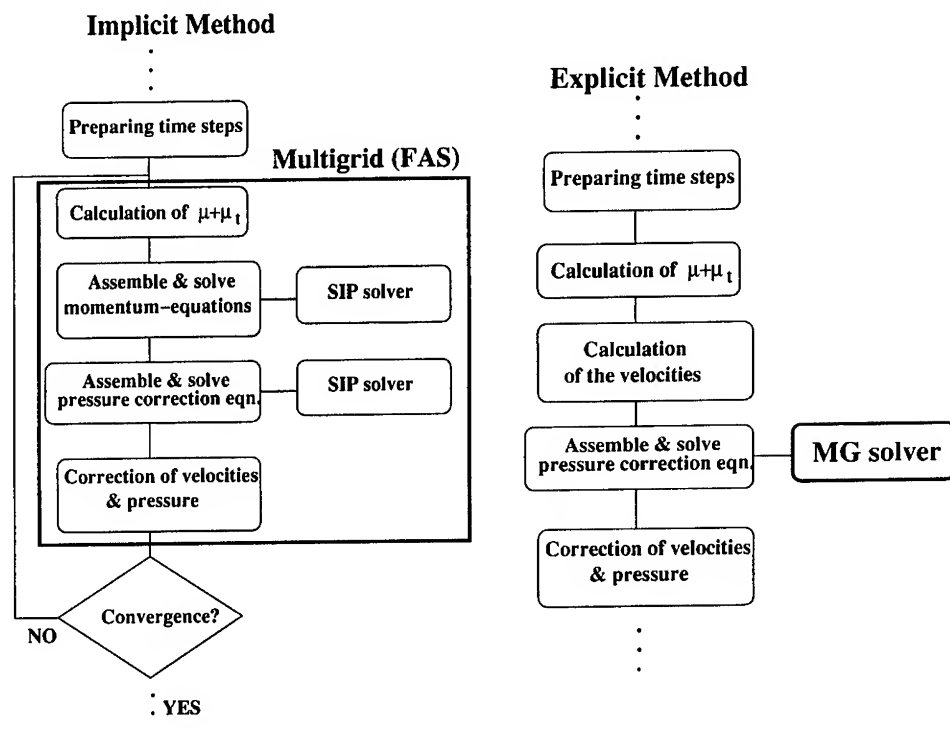 Implicit Method
Preparing time steps
Multigrid (FAS)
Calculation of μ+μt
Assemble & solve
momentum-equations
SIP solver
Assemble & solve
pressure correction eqn.
SIP solver
Correction of velocities
& pressure
Convergence?
NO
YES
Explicit Method
Preparing time steps
Calculation of μ+μt
Calculation
of the velocities
Assemble & solve
pressure correction eqn.
MG solver
Correction of velocities
& pressure